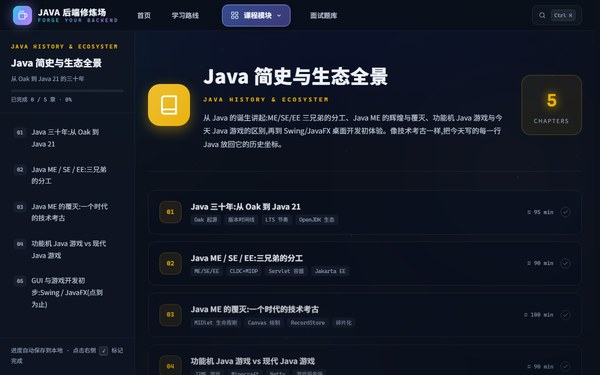 JAVA 后端修炼场
FORGE YOUR BACKEND
首页
学习路线
课程模块
面试题库
Ctrl K
JAVA HISTORY & ECOSYSTEM
Java 简史与生态全景
从 Oak 到 Java 21 的三十年
已完成 0 / 5 章 · 0%
01 Java 三十年:从 Oak 到
Java 21
02 Java ME / SE / EE:三兄弟
的分工
03 Java ME 的覆灭:一个时代
的技术考古
04 功能机 Java 游戏 vs 现代
Java 游戏
05 GUI 与游戏开发初
步:Swing / JavaFX(点到
为止)
进度自动保存到本地 · 点击右侧 ✓ 标记
完成
Java 简史与生态全景
JAVA HISTORY & ECOSYSTEM
从 Java 的诞生讲起:ME/SE/EE 三兄弟的分工、Java ME 的辉煌与覆灭、功能机 Java 游戏与今
天 Java 游戏的区别,再到 Swing/JavaFX 桌面开发初体验。像技术考古一样,把今天写的每一行
Java 放回它的历史坐标。
5
CHAPTERS
01 Java 三十年:从 Oak 到 Java 21
Oak 起源 版本时间线 LTS 节奏 OpenJDK 生态
95 min
02 Java ME / SE / EE:三兄弟的分工
ME/SE/EE CLDC+MIDP Servlet 容器 Jakarta EE
90 min
03 Java ME 的覆灭:一个时代的技术考古
MIDlet 生命周期 Canvas 绘制 RecordStore 碎片化
100 min
04 功能机 Java 游戏 vs 现代 Java 游戏
J2ME 游戏 Minecraft Netty
90 min